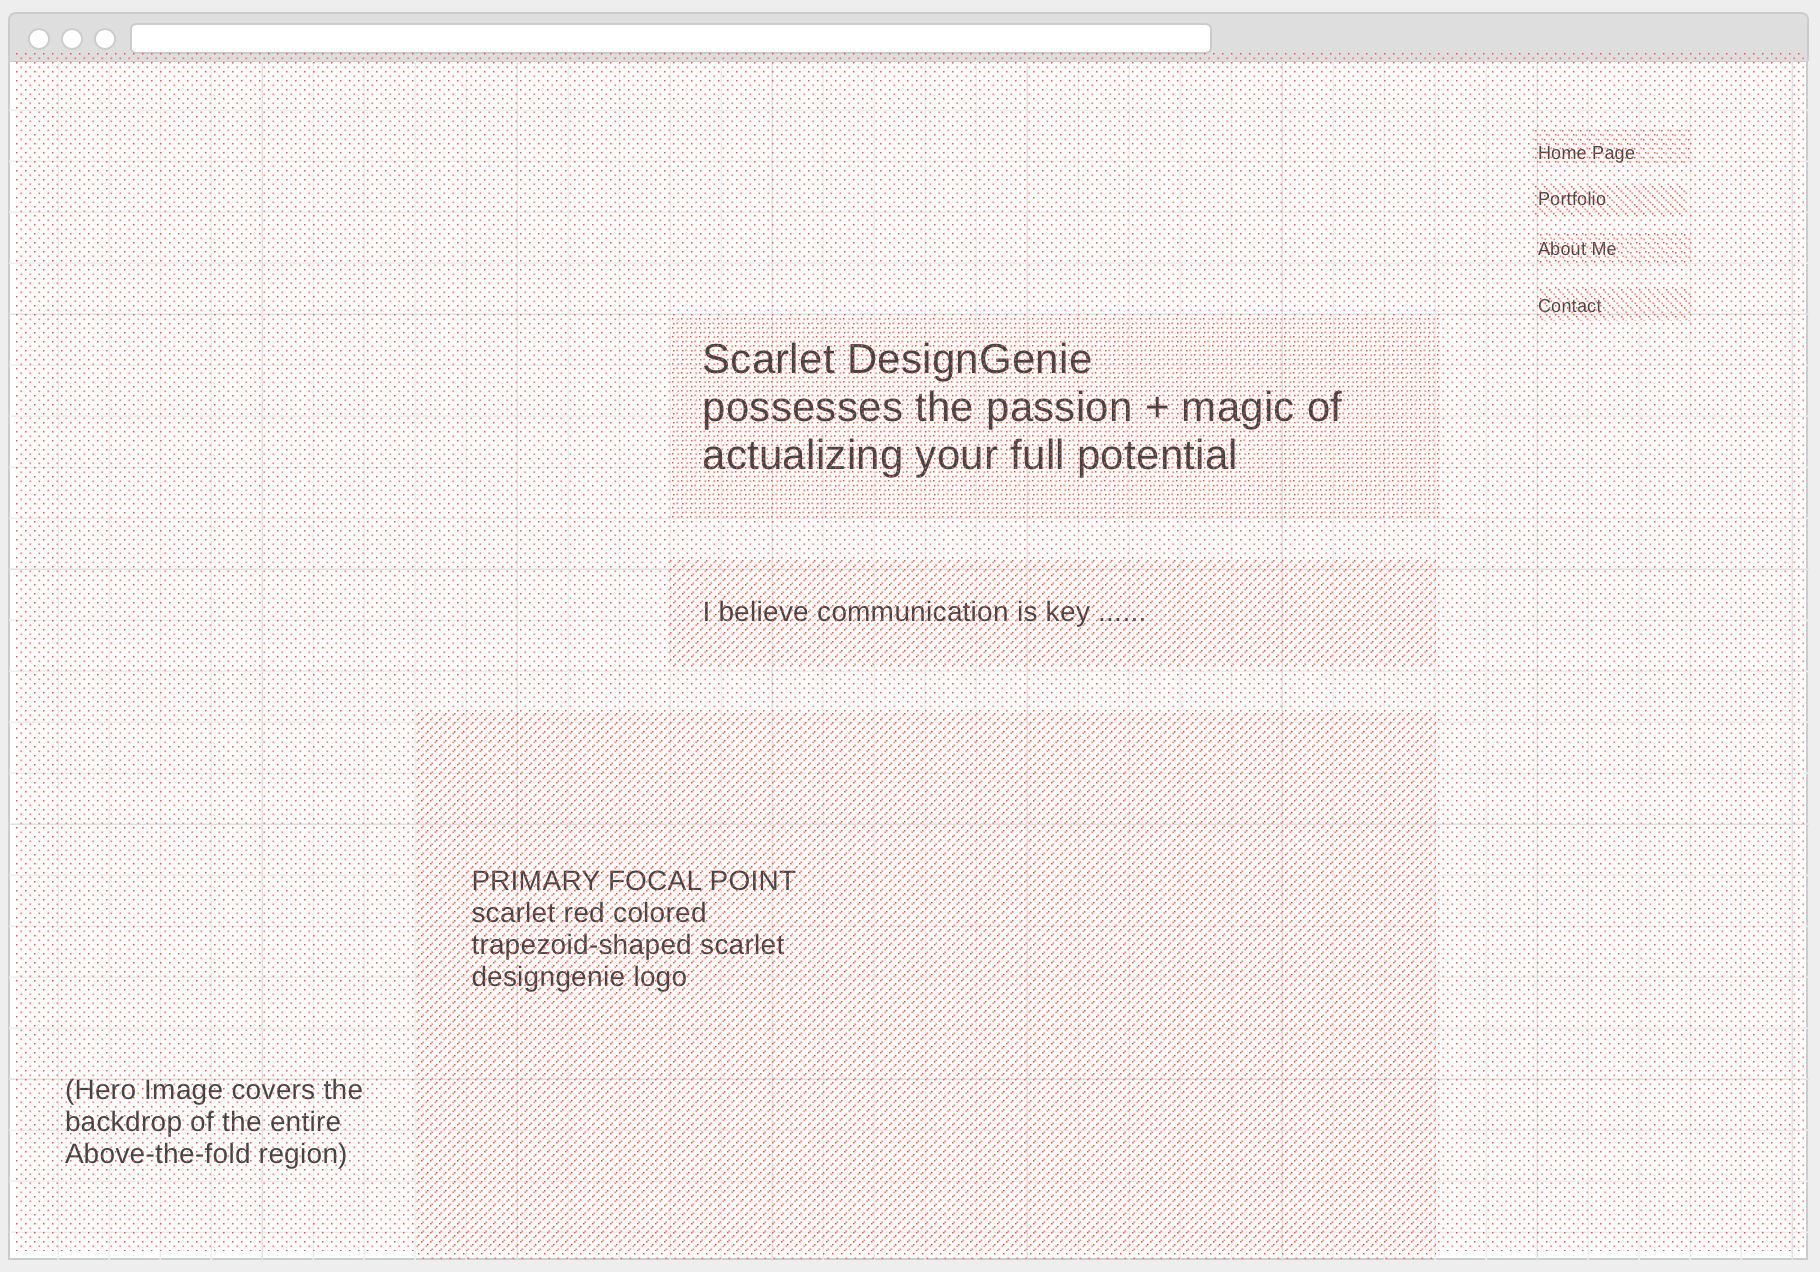 Home Page
Portfolio
About Me
Contact
Scarlet DesignGenie
possesses the passion + magic of
actualizing your full potential
I believe communication is key ......
PRIMARY FOCAL POINT
scarlet red colored
trapezoid-shaped scarlet
designgenie logo
(Hero Image covers the
backdrop of the entire
Above-the-fold region)